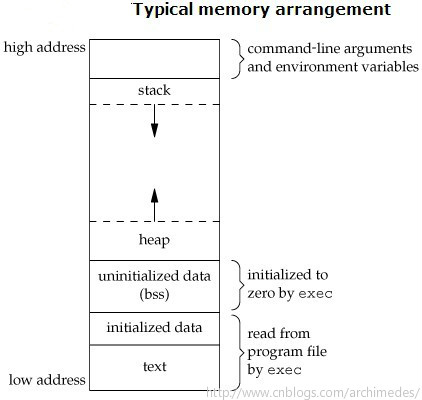 Typical memory arrangement
high address
command-line arguments
and environment variables
stack
heap
uninitialized data
(bss)
initialized to
zero by exec
initialized data
read from
program file
by exec
text
low address
http://www.cnblogs.com/archimedes/